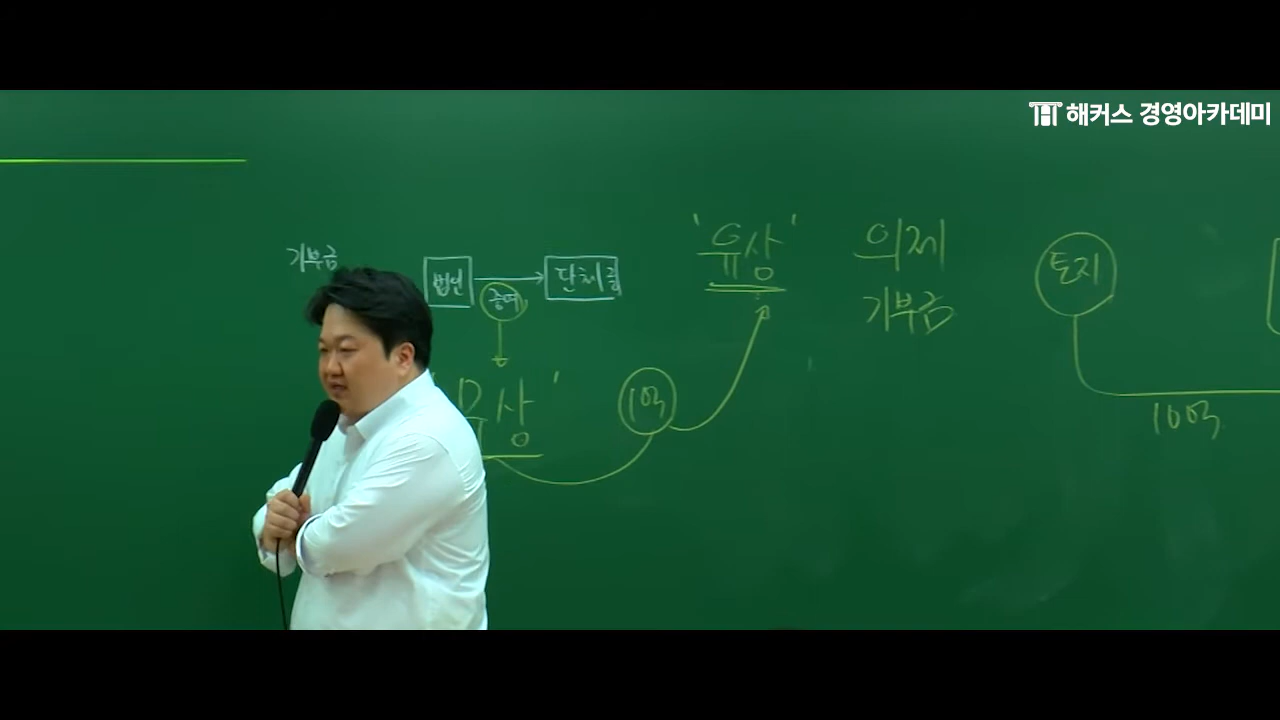 해커스 경영아카데미
기부금
법인
증여
단체 등
무상
1억
'유상'
의제
기부금
토지
10억